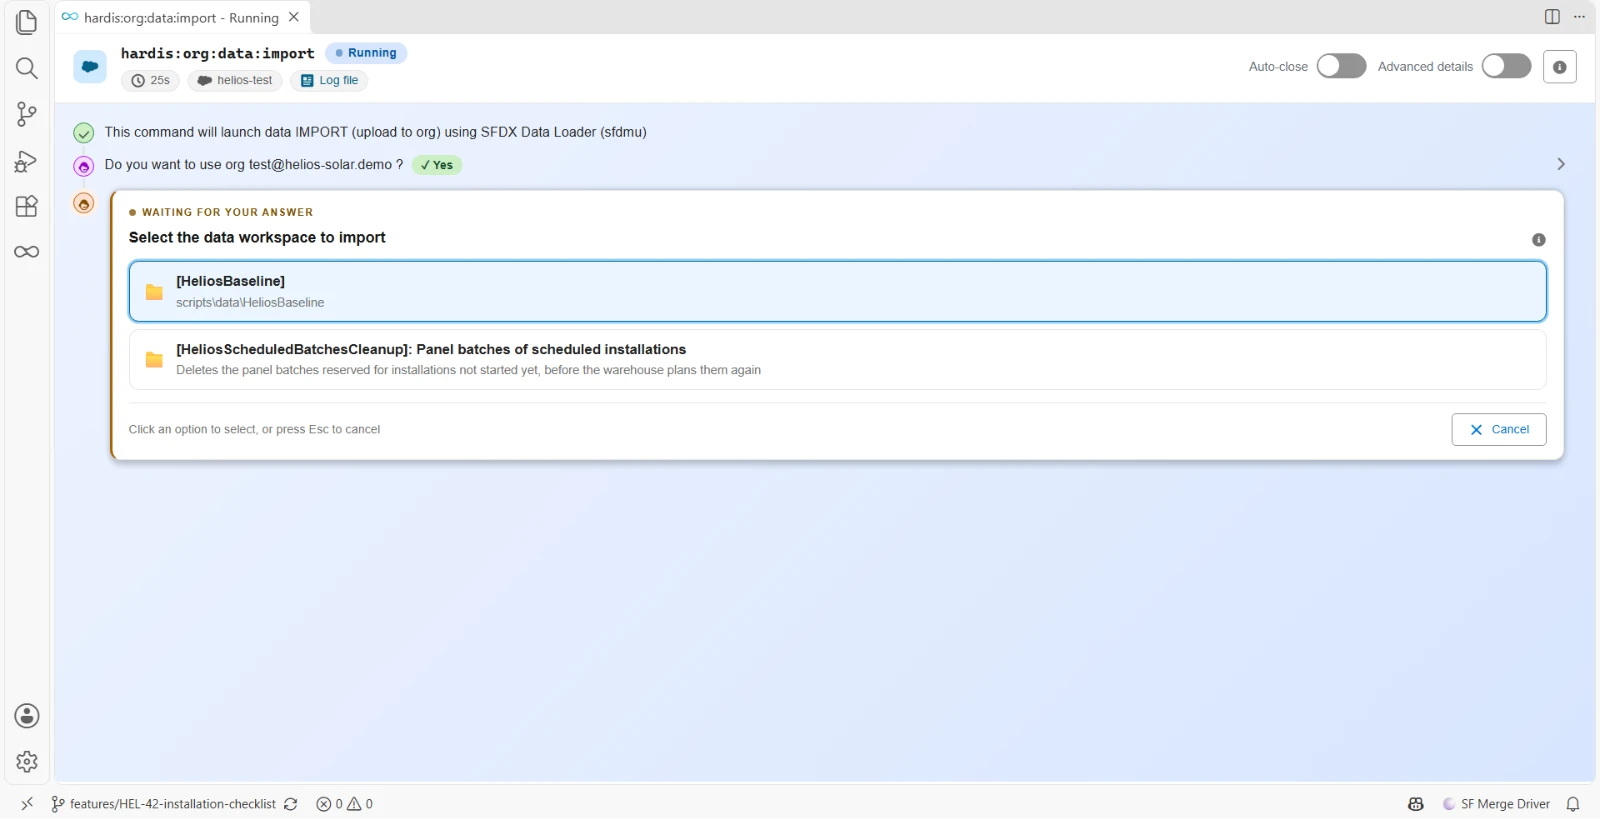 hardis:org:data:import - Running
hardis:org:data:import
Running
25s
helios-test
Log file
Auto-close
Advanced details
This command will launch data IMPORT (upload to org) using SFDX Data Loader (sfdmu)
Do you want to use org test@helios-solar.demo ?
✓ Yes
WAITING FOR YOUR ANSWER
Select the data workspace to import
[HeliosBaseline]
scripts\data\HeliosBaseline
[HeliosScheduledBatchesCleanup]: Panel batches of scheduled installations
Deletes the panel batches reserved for installations not started yet, before the warehouse plans them again
Click an option to select, or press Esc to cancel
Cancel
features/HEL-42-installation-checklist
0
0
SF Merge Driver